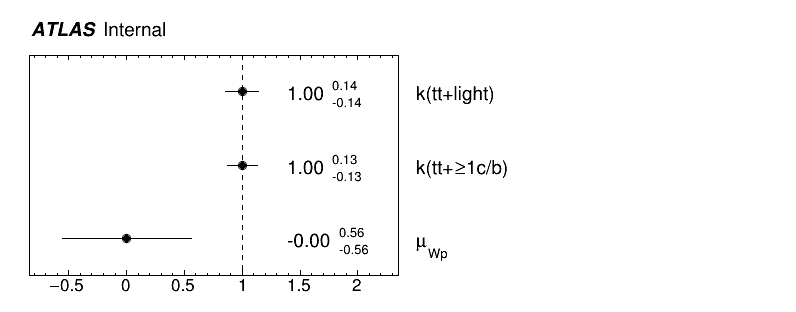 ATLAS Internal
1.00 0.14 -0.14 k(tt+light)
1.00 0.13 -0.13 k(tt+≥1c/b)
-0.00 0.56 -0.56 μWp
−0.5 0 0.5 1 1.5 2